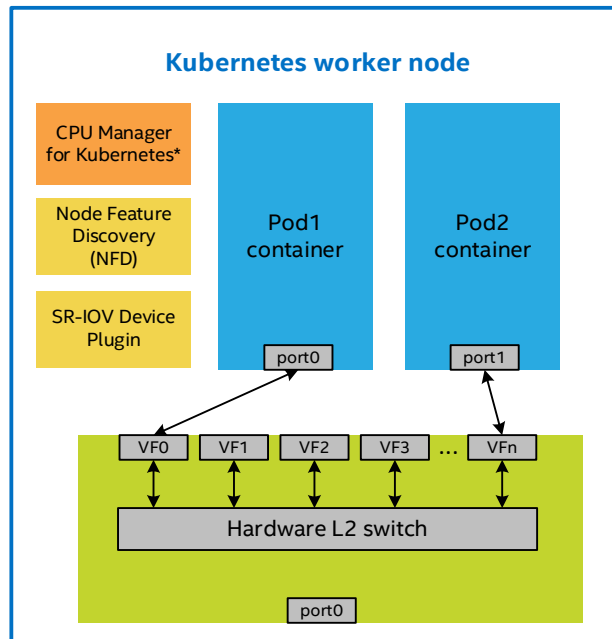 Kubernetes worker node
CPU Manager
for Kubernetes*
Node Feature
Discovery
(NFD)
SR-IOV Device
Plugin
Pod1
container
port0
Pod2
container
port1
VF0 VF1 VF2 VF3 ... VFn
Hardware L2 switch
port0